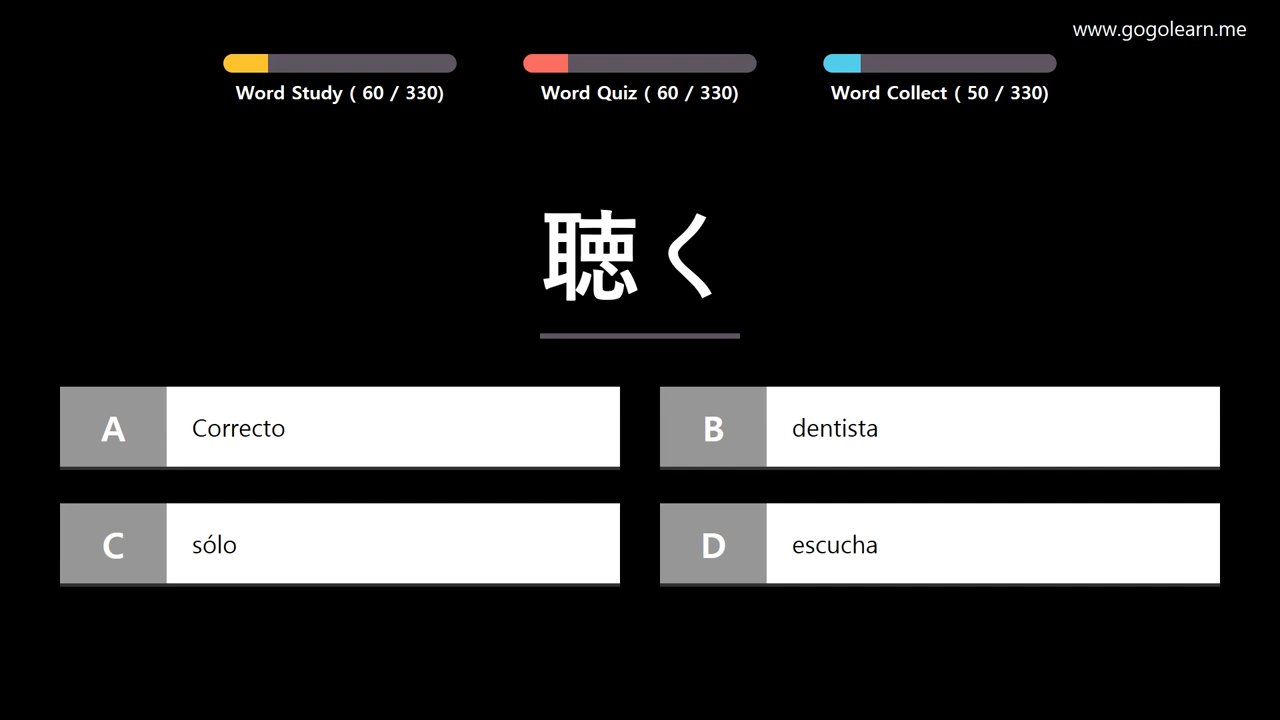 www.gogolearn.me
Word Study ( 60 / 330)
Word Quiz ( 60 / 330)
Word Collect ( 50 / 330)
聴く
A Correcto
B dentista
C sólo
D escucha